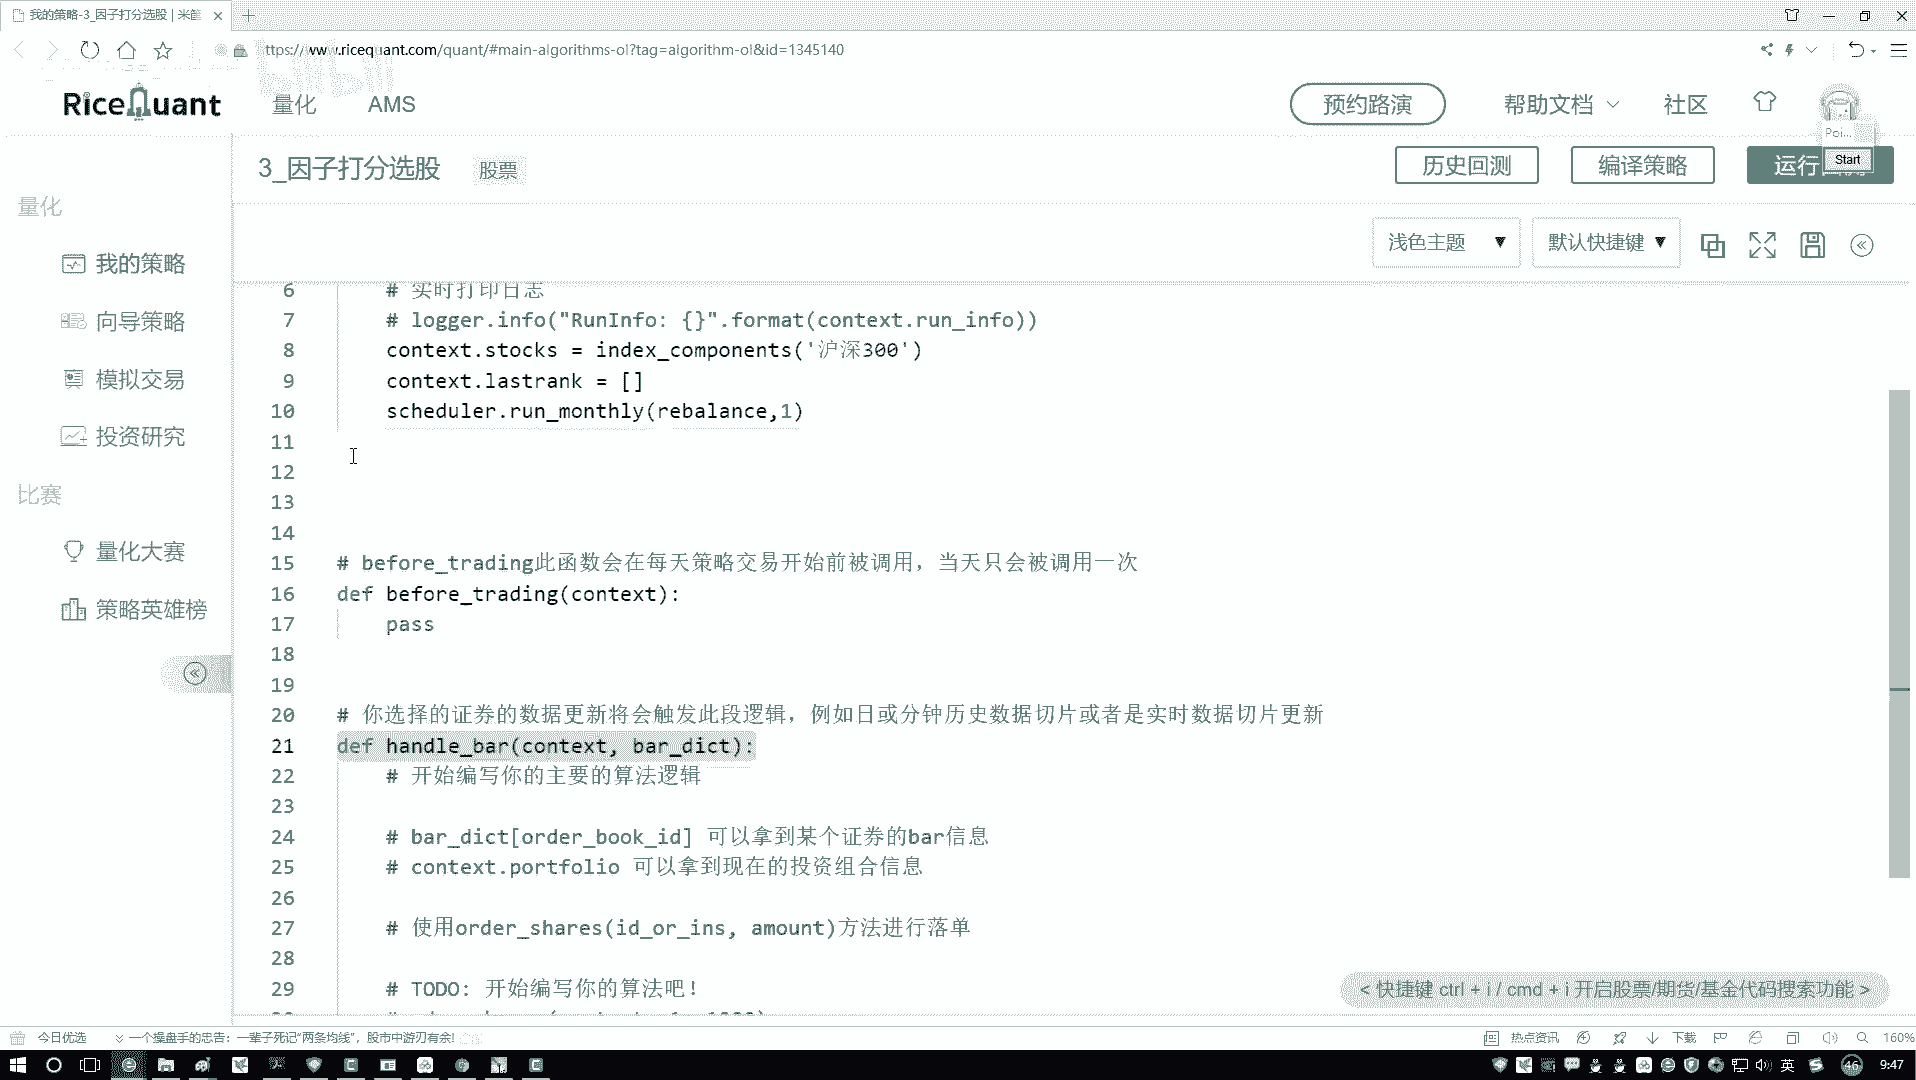 我的策略-3_因子打分选股 | 米筐
ttps://www.ricequant.com/quant/#main-algorithms-ol?tag=algorithm-ol&id=1345140
RiceQuant
量化
AMS
预约路演
帮助文档
社区
Poi...
Start
3_因子打分选股
股票
历史回测
编译策略
运行
量化
我的策略
向导策略
模拟交易
投资研究
比赛
量化大赛
策略英雄榜
浅色主题
默认快捷键
6 # 实时打印日志
7 # logger.info("RunInfo: {}".format(context.run_info))
8 context.stocks = index_components('沪深300')
9 context.lastrank = []
10 scheduler.run_monthly(rebalance,1)
11
12
13
14
15 # before_trading此函数会在每天策略交易开始前被调用，当天只会被调用一次
16 def before_trading(context):
17 pass
18
19
20 # 你选择的证券的数据更新将会触发此段逻辑，例如日或分钟历史数据切片或者是实时数据切片更新
21 def handle_bar(context, bar_dict):
22 # 开始编写你的主要的算法逻辑
23
24 # bar_dict[order_book_id] 可以拿到某个证券的bar信息
25 # context.portfolio 可以拿到现在的投资组合信息
26
27 # 使用order_shares(id_or_ins, amount)方法进行落单
28
29 # TODO: 开始编写你的算法吧！
< 快捷键 ctrl + i / cmd + i 开启股票/期货/基金代码搜索功能 >
今日优选
一个操盘手的忠告：一辈子死记“两条均线”，股市中游刃有余!
热点资讯
下载
160%
英
46
9:47